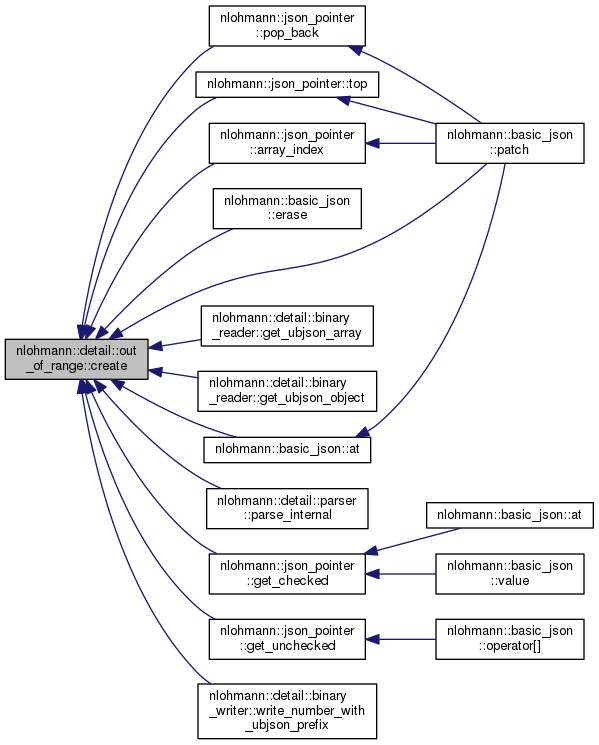 nlohmann::json_pointer
::pop_back
nlohmann::json_pointer::top
nlohmann::json_pointer
::array_index
nlohmann::basic_json
::patch
nlohmann::basic_json
::erase
nlohmann::detail::binary
_reader::get_ubjson_array
nlohmann::detail::out
_of_range::create
nlohmann::detail::binary
_reader::get_ubjson_object
nlohmann::basic_json::at
nlohmann::detail::parser
::parse_internal
nlohmann::basic_json::at
nlohmann::json_pointer
::get_checked
nlohmann::basic_json
::value
nlohmann::json_pointer
::get_unchecked
nlohmann::basic_json
::operator[]
nlohmann::detail::binary
_writer::write_number_with
_ubjson_prefix